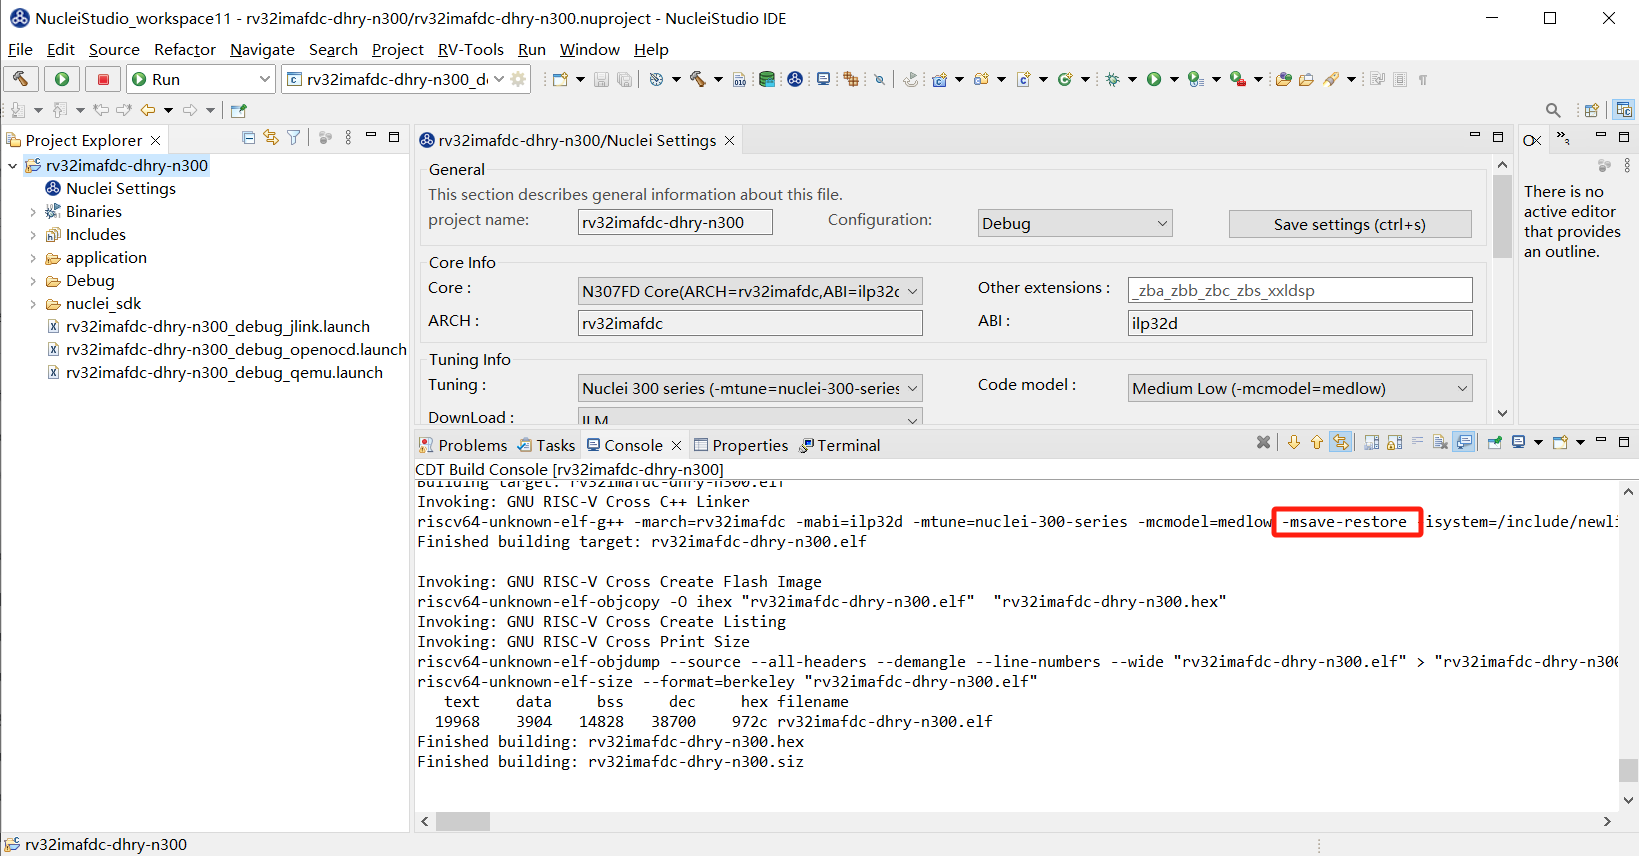 NucleiStudio_workspace11 - rv32imafdc-dhry-n300/rv32imafdc-dhry-n300.nuproject - NucleiStudio IDE
File Edit Source Refactor Navigate Search Project RV-Tools Run Window Help
Run
rv32imafdc-dhry-n300_d
Project Explorer
rv32imafdc-dhry-n300
Nuclei Settings
Binaries
Includes
application
Debug
nuclei_sdk
rv32imafdc-dhry-n300_debug_jlink.launch
rv32imafdc-dhry-n300_debug_openocd.launch
rv32imafdc-dhry-n300_debug_qemu.launch
rv32imafdc-dhry-n300/Nuclei Settings
General
This section describes general information about this file.
project name: rv32imafdc-dhry-n300 Configuration: Debug Save settings (ctrl+s)
Core Info
Core : N307FD Core(ARCH=rv32imafdc,ABI=ilp32d Other extensions : _zba_zbb_zbc_zbs_xxldsp
ARCH : rv32imafdc ABI : ilp32d
Tuning Info
Tuning : Nuclei 300 series (-mtune=nuclei-300-series Code model : Medium Low (-mcmodel=medlow)
DownLoad : ILM
There is no
active editor
that provides
an outline.
Problems Tasks Console Properties Terminal
CDT Build Console [rv32imafdc-dhry-n300]
Building target: rv32imafdc-dhry-n300.elf
Invoking: GNU RISC-V Cross C++ Linker
riscv64-unknown-elf-g++ -march=rv32imafdc -mabi=ilp32d -mtune=nuclei-300-series -mcmodel=medlow -msave-restore isystem=/include/newli
Finished building target: rv32imafdc-dhry-n300.elf
Invoking: GNU RISC-V Cross Create Flash Image
riscv64-unknown-elf-objcopy -O ihex "rv32imafdc-dhry-n300.elf" "rv32imafdc-dhry-n300.hex"
Invoking: GNU RISC-V Cross Create Listing
Invoking: GNU RISC-V Cross Print Size
riscv64-unknown-elf-objdump --source --all-headers --demangle --line-numbers --wide "rv32imafdc-dhry-n300.elf" > "rv32imafdc-dhry-n300
riscv64-unknown-elf-size --format=berkeley "rv32imafdc-dhry-n300.elf"
text data bss dec hex filename
19968 3904 14828 38700 972c rv32imafdc-dhry-n300.elf
Finished building: rv32imafdc-dhry-n300.hex
Finished building: rv32imafdc-dhry-n300.siz
rv32imafdc-dhry-n300